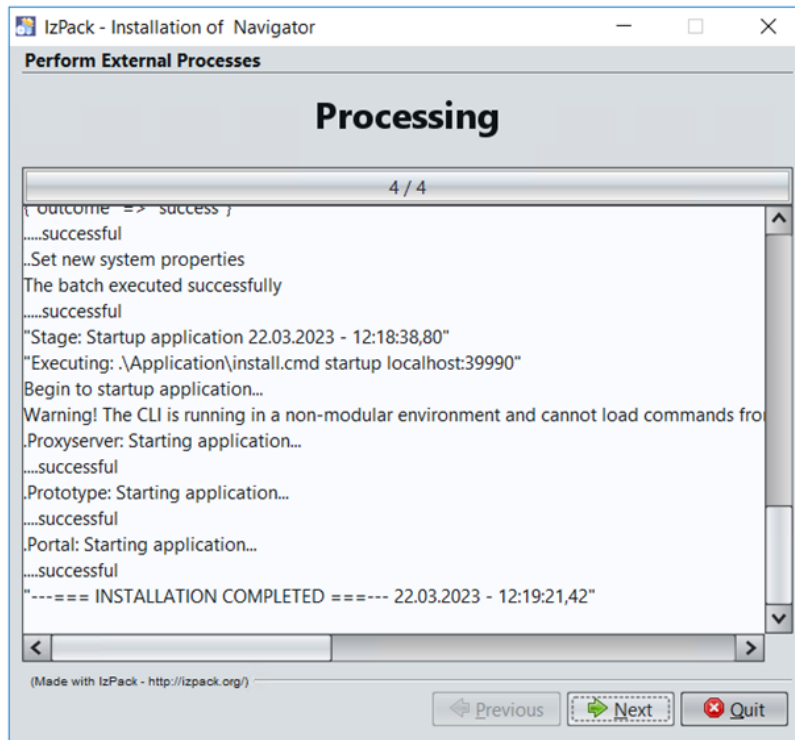 IzPack - Installation of Navigator
Perform External Processes
Processing
4 / 4
{"outcome" => "success"}
.....successful
..Set new system properties
The batch executed successfully
.....successful
"Stage: Startup application 22.03.2023 - 12:18:38,80"
"Executing: .\Application\install.cmd startup localhost:39990"
Begin to startup application...
Warning! The CLI is running in a non-modular environment and cannot load commands fro
.Proxyserver: Starting application...
....successful
.Prototype: Starting application...
....successful
.Portal: Starting application...
....successful
"---=== INSTALLATION COMPLETED ===--- 22.03.2023 - 12:19:21,42"
(Made with IzPack - http://izpack.org/)
Previous Next Quit